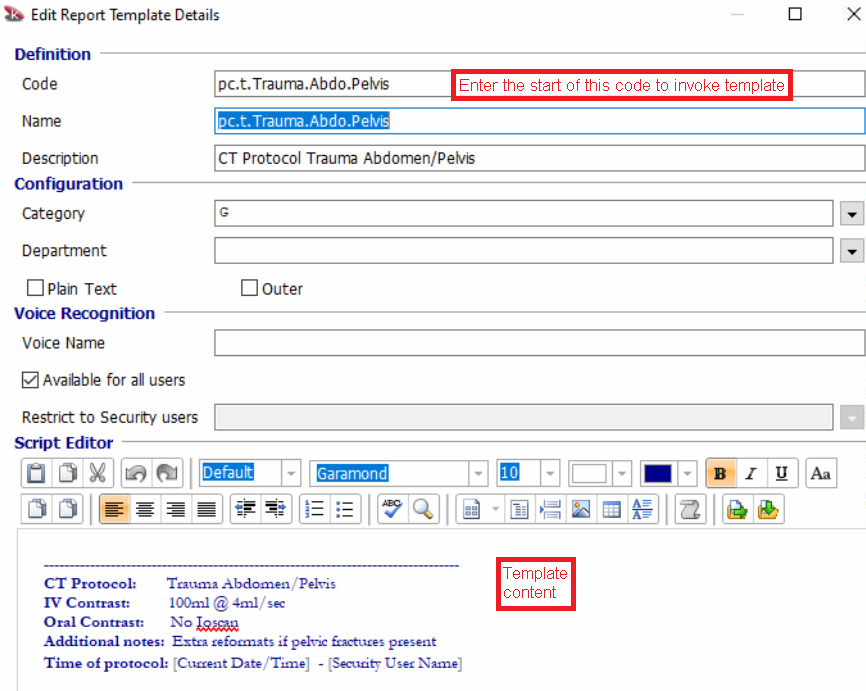 Edit Report Template Details
Definition
Code pc.t.Trauma.Abdo.Pelvis Enter the start of this code to invoke template
Name pc.t.Trauma.Abdo.Pelvis
Description CT Protocol Trauma Abdomen/Pelvis
Configuration
Category G
Department
Plain Text Outer
Voice Recognition
Voice Name
Available for all users
Restrict to Security users
Script Editor
Default Garamond 10 B I U Aa
ABC
CT Protocol: Trauma Abdomen/Pelvis
IV Contrast: 100ml @ 4ml/sec
Oral Contrast: No Ioscan
Additional notes: Extra reformats if pelvic fractures present
Time of protocol: [Current Date/Time] - [Security User Name]
Template
content